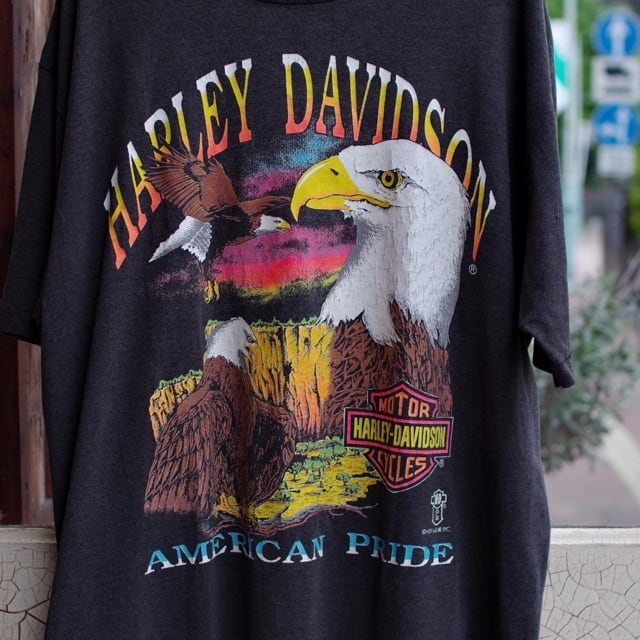 HARLEY DAVIDSON
®
MOTOR
HARLEY-DAVIDSON
CYCLES
®
AMERICAN PRIDE